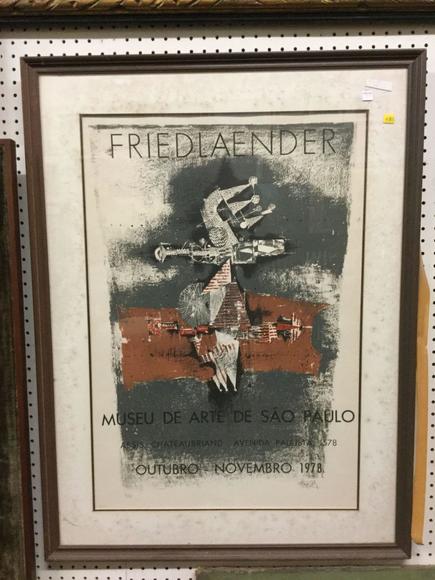 FRIEDLAENDER
MUSEU DE ARTE DE SÃO PAULO
ASSIS CHATEAUBRIAND AVENIDA PAULISTA, 1578
OUTUBRO - NOVEMBRO 1978